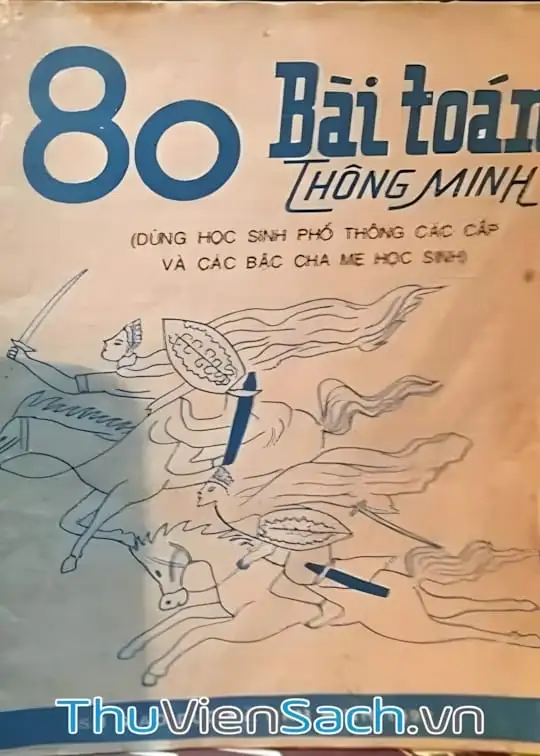 80 Bài toán
THÔNG MINH
(DÙNG HỌC SINH PHỔ THÔNG CÁC CẤP
VÀ CÁC BẬC CHA MẸ HỌC SINH)
ThuVienSach.vn